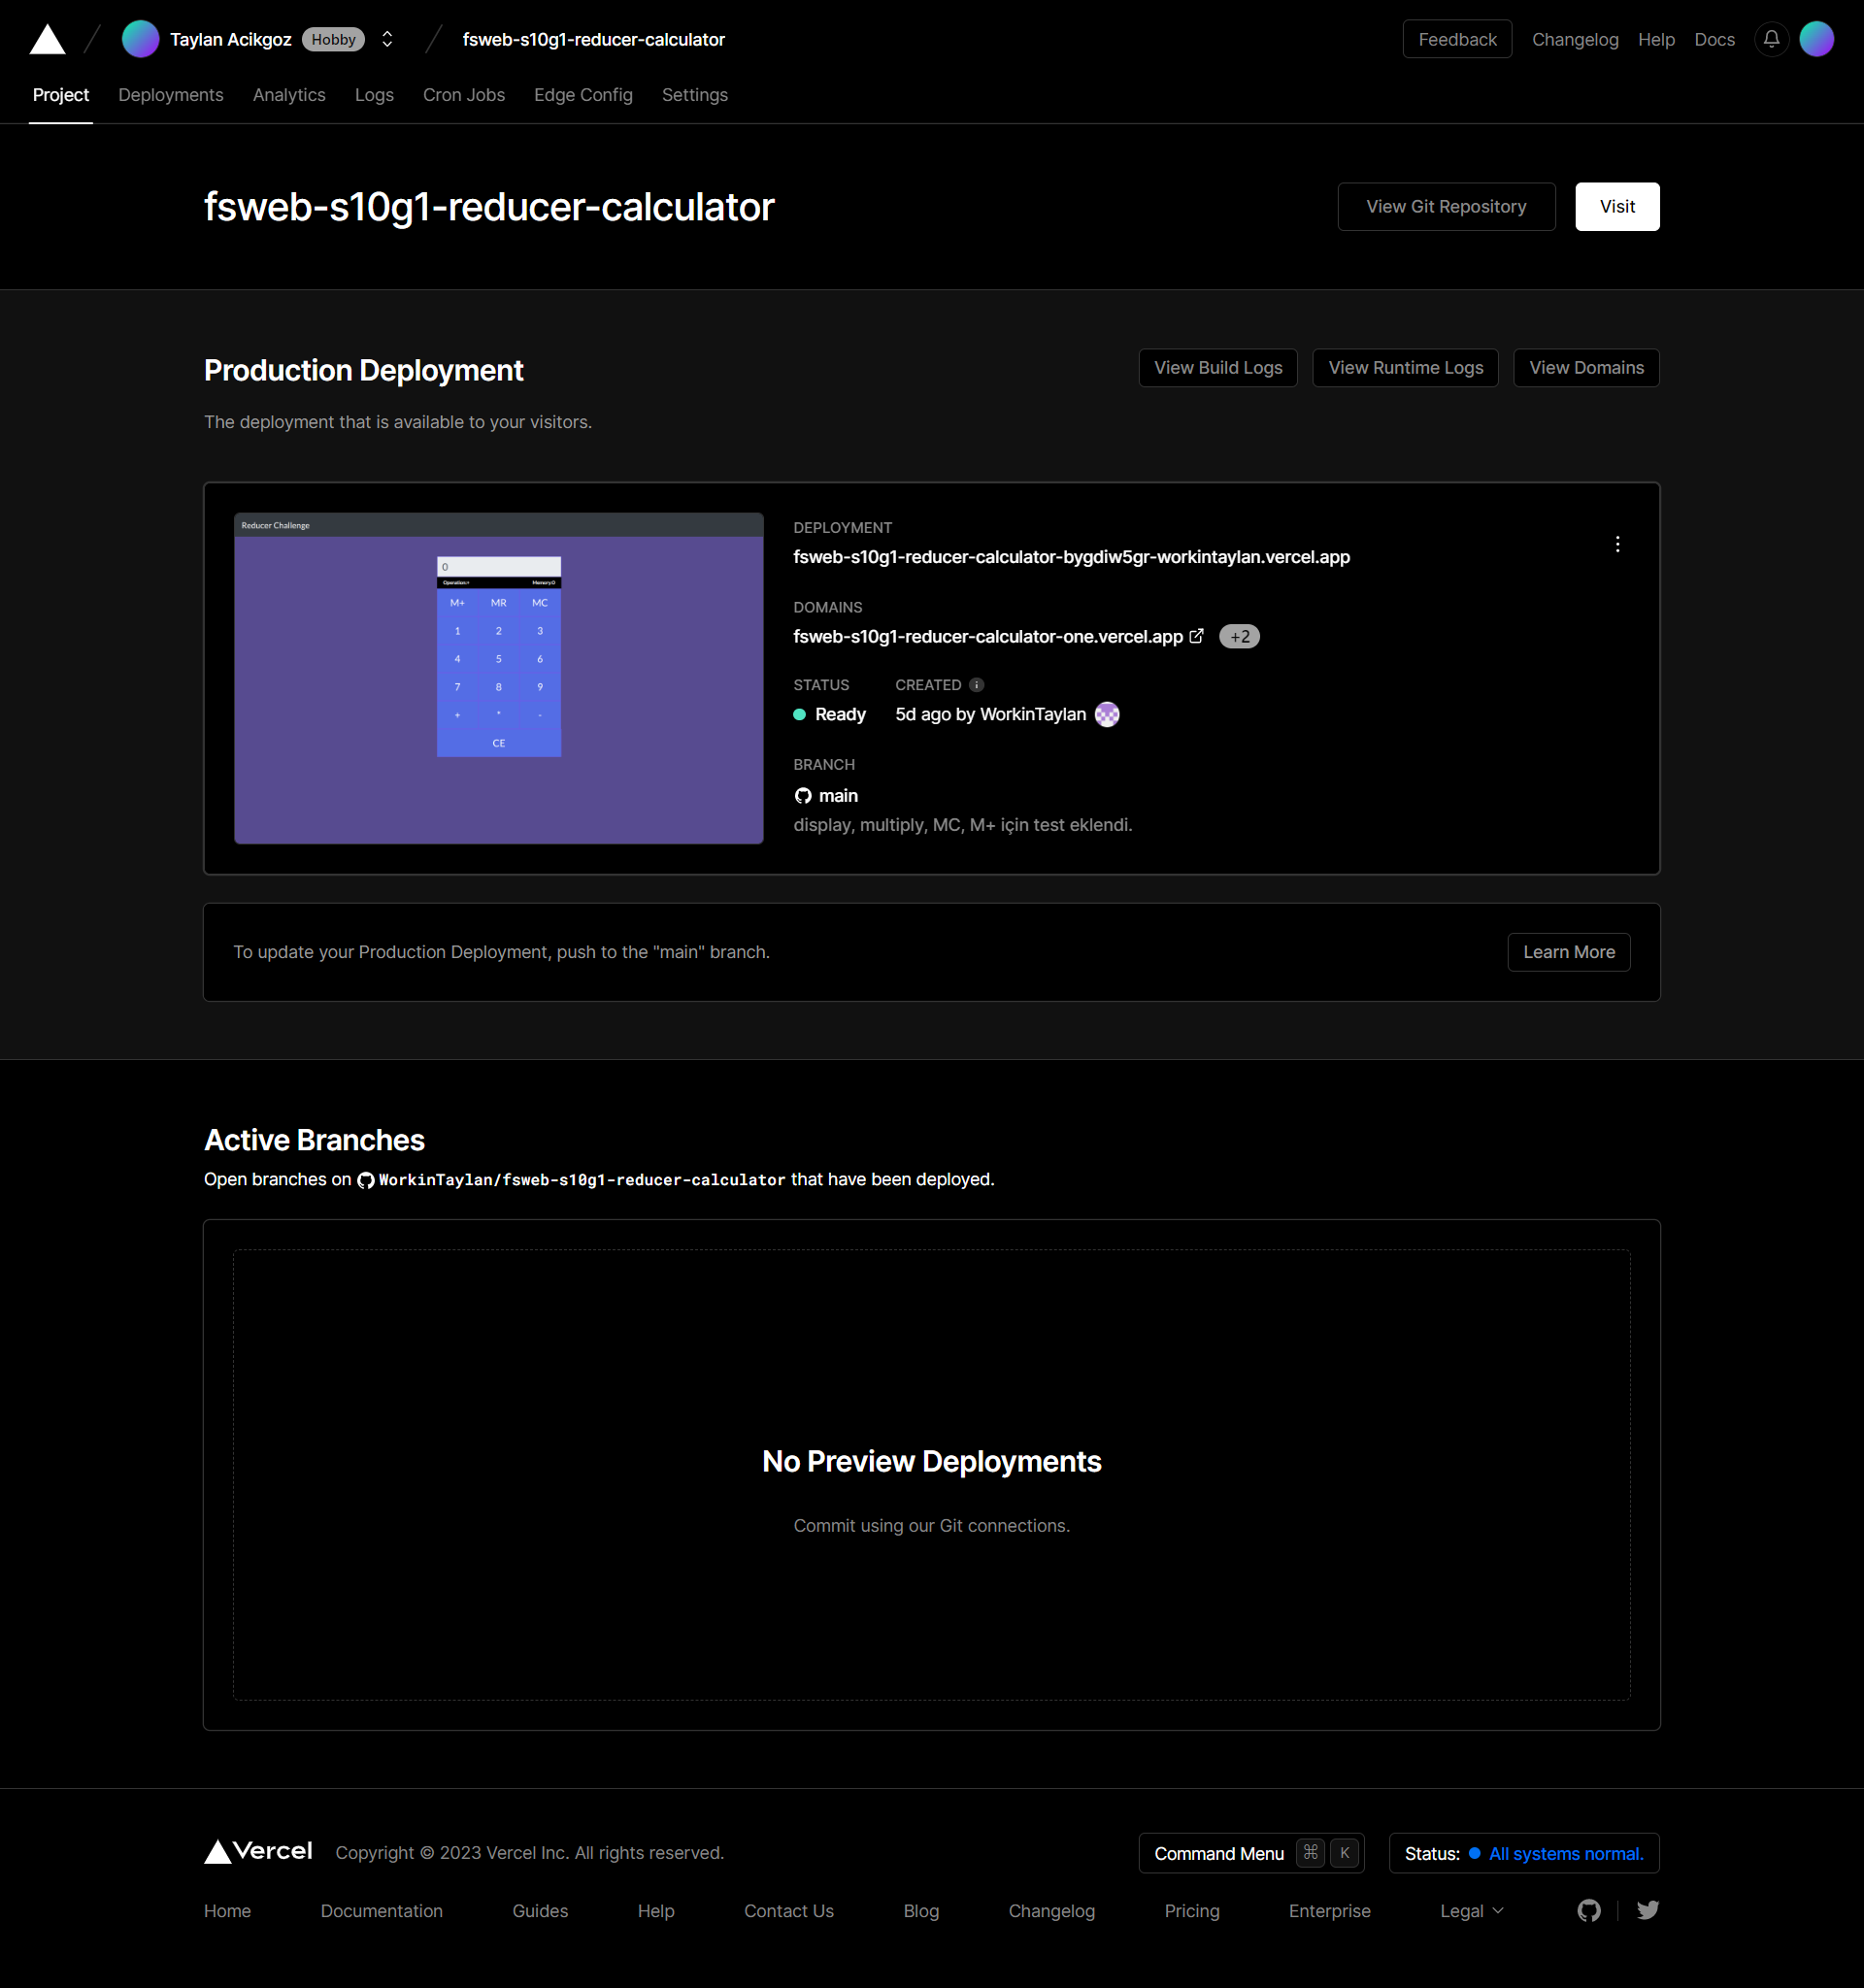 Taylan Acikgoz Hobby fsweb-s10g1-reducer-calculator Feedback Changelog Help Docs
Project Deployments Analytics Logs Cron Jobs Edge Config Settings
fsweb-s10g1-reducer-calculator View Git Repository Visit
Production Deployment View Build Logs View Runtime Logs View Domains
The deployment that is available to your visitors.
Reducer Challenge
0
Operation:+ Memory:0
M+ MR MC
1 2 3
4 5 6
7 8 9
+ * -
CE
DEPLOYMENT
fsweb-s10g1-reducer-calculator-bygdiw5gr-workintaylan.vercel.app
DOMAINS
fsweb-s10g1-reducer-calculator-one.vercel.app +2
STATUS CREATED
Ready 5d ago by WorkinTaylan
BRANCH
main
display, multiply, MC, M+ için test eklendi.
To update your Production Deployment, push to the "main" branch. Learn More
Active Branches
Open branches on WorkinTaylan/fsweb-s10g1-reducer-calculator that have been deployed.
No Preview Deployments
Commit using our Git connections.
Vercel Copyright © 2023 Vercel Inc. All rights reserved. Command Menu ⌘ K Status: All systems normal.
Home Documentation Guides Help Contact Us Blog Changelog Pricing Enterprise Legal